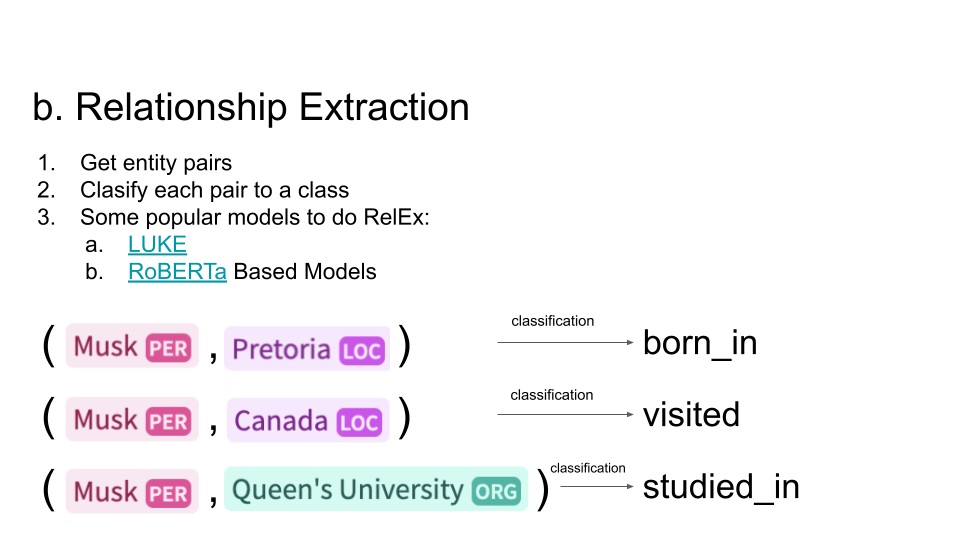 b. Relationship Extraction
1. Get entity pairs
2. Clasify each pair to a class
3. Some popular models to do RelEx:
a. LUKE
b. RoBERTa Based Models
( Musk PER , Pretoria LOC ) classification born_in
( Musk PER , Canada LOC ) classification visited
( Musk PER , Queen's University ORG ) classification studied_in